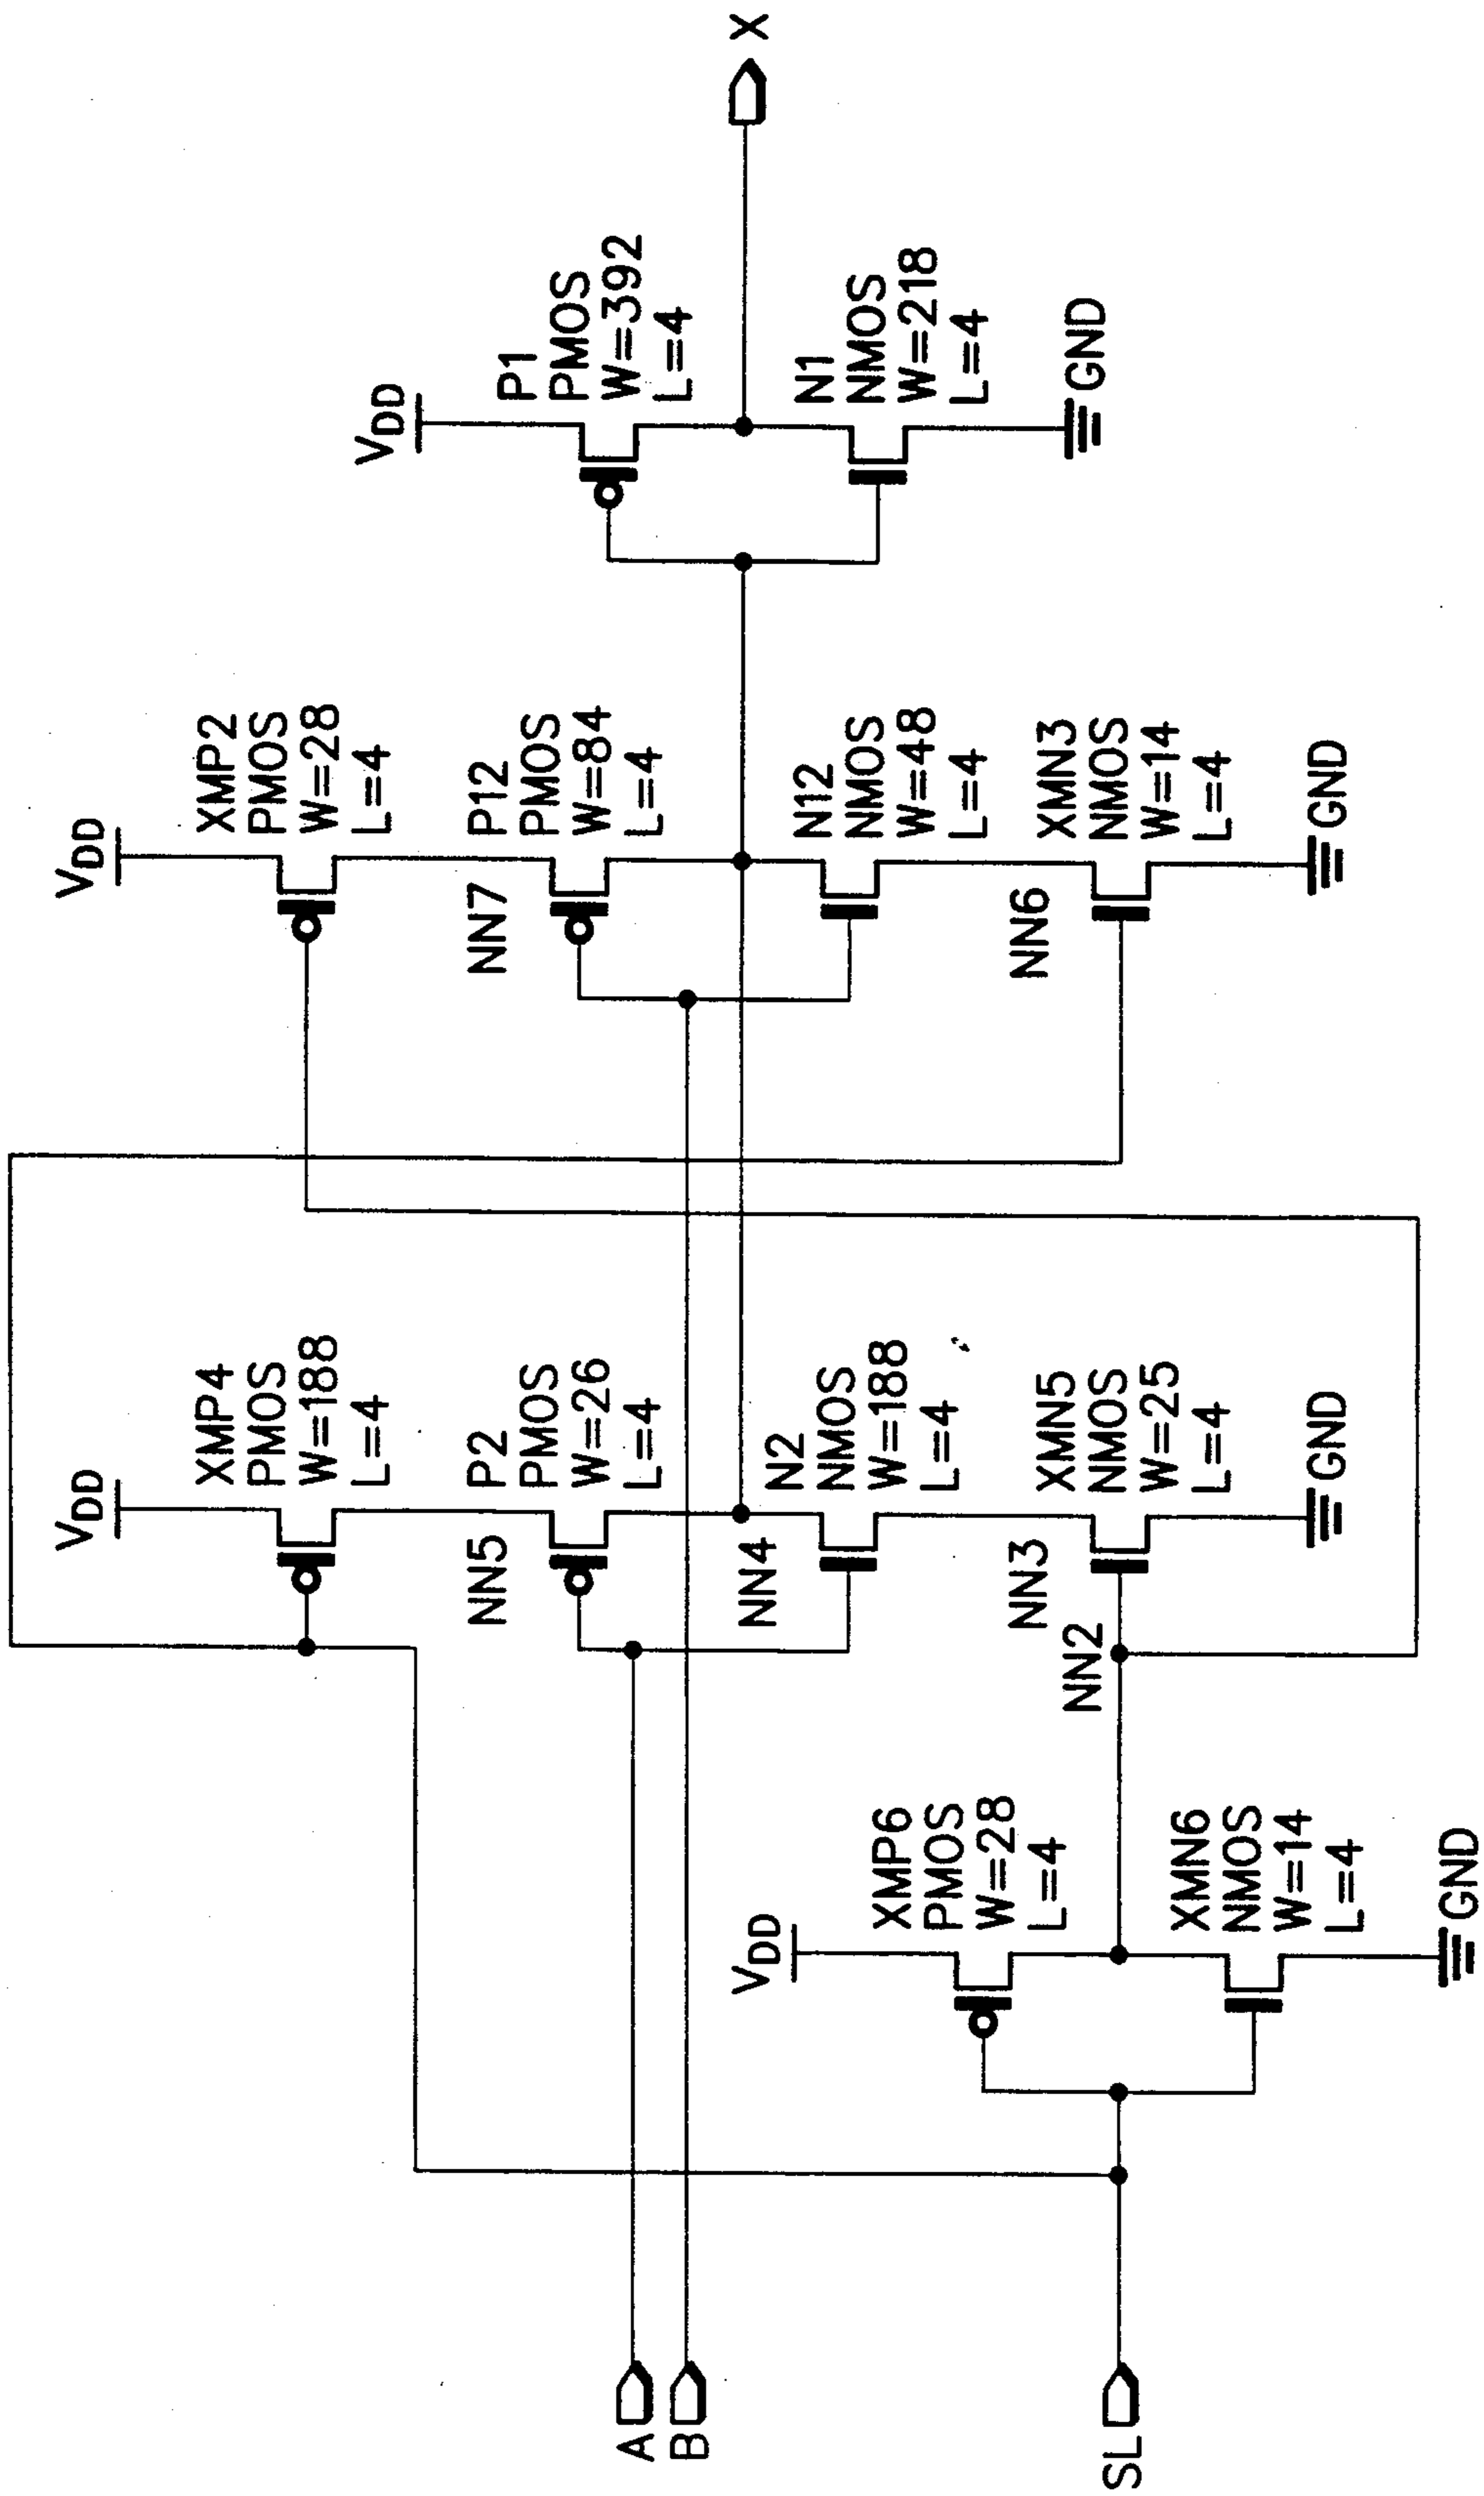 A
B
SL
VDD
XMP6
PMOS
W=28
L=4
XMN6
NMOS
W=14
L=4
GND
VDD
XMP4
PMOS
W=188
L=4
NN5
P2
PMOS
W=26
L=4
NN4
N2
NMOS
W=188
L=4
NN3
NN2
XMN5
NMOS
W=25
L=4
GND
VDD
XMP2
PMOS
W=28
L=4
NN7
P12
PMOS
W=84
L=4
N12
NMOS
W=48
L=4
NN6
XMN3
NMOS
W=14
L=4
GND
VDD
P1
PMOS
W=392
L=4
N1
NMOS
W=218
L=4
GND
X